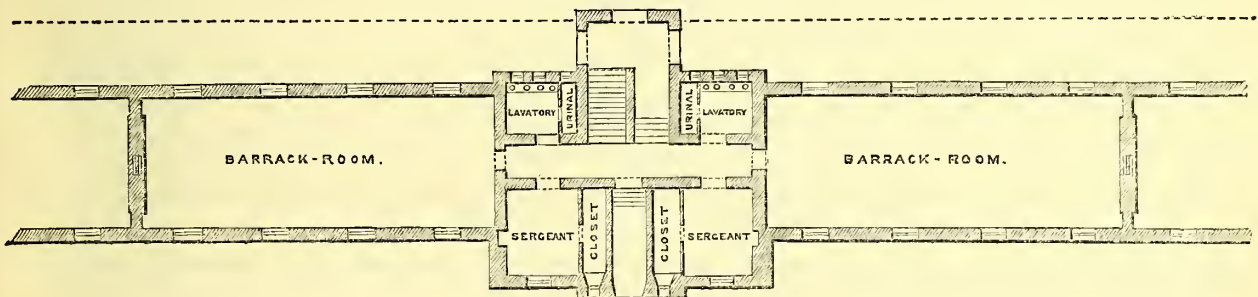 LAVATORY
URINAL
URINAL
LAVATORY
BARRACK-ROOM.
BARRACK-ROOM.
SERGEANT
CLOSET
CLOSET
SERGEANT